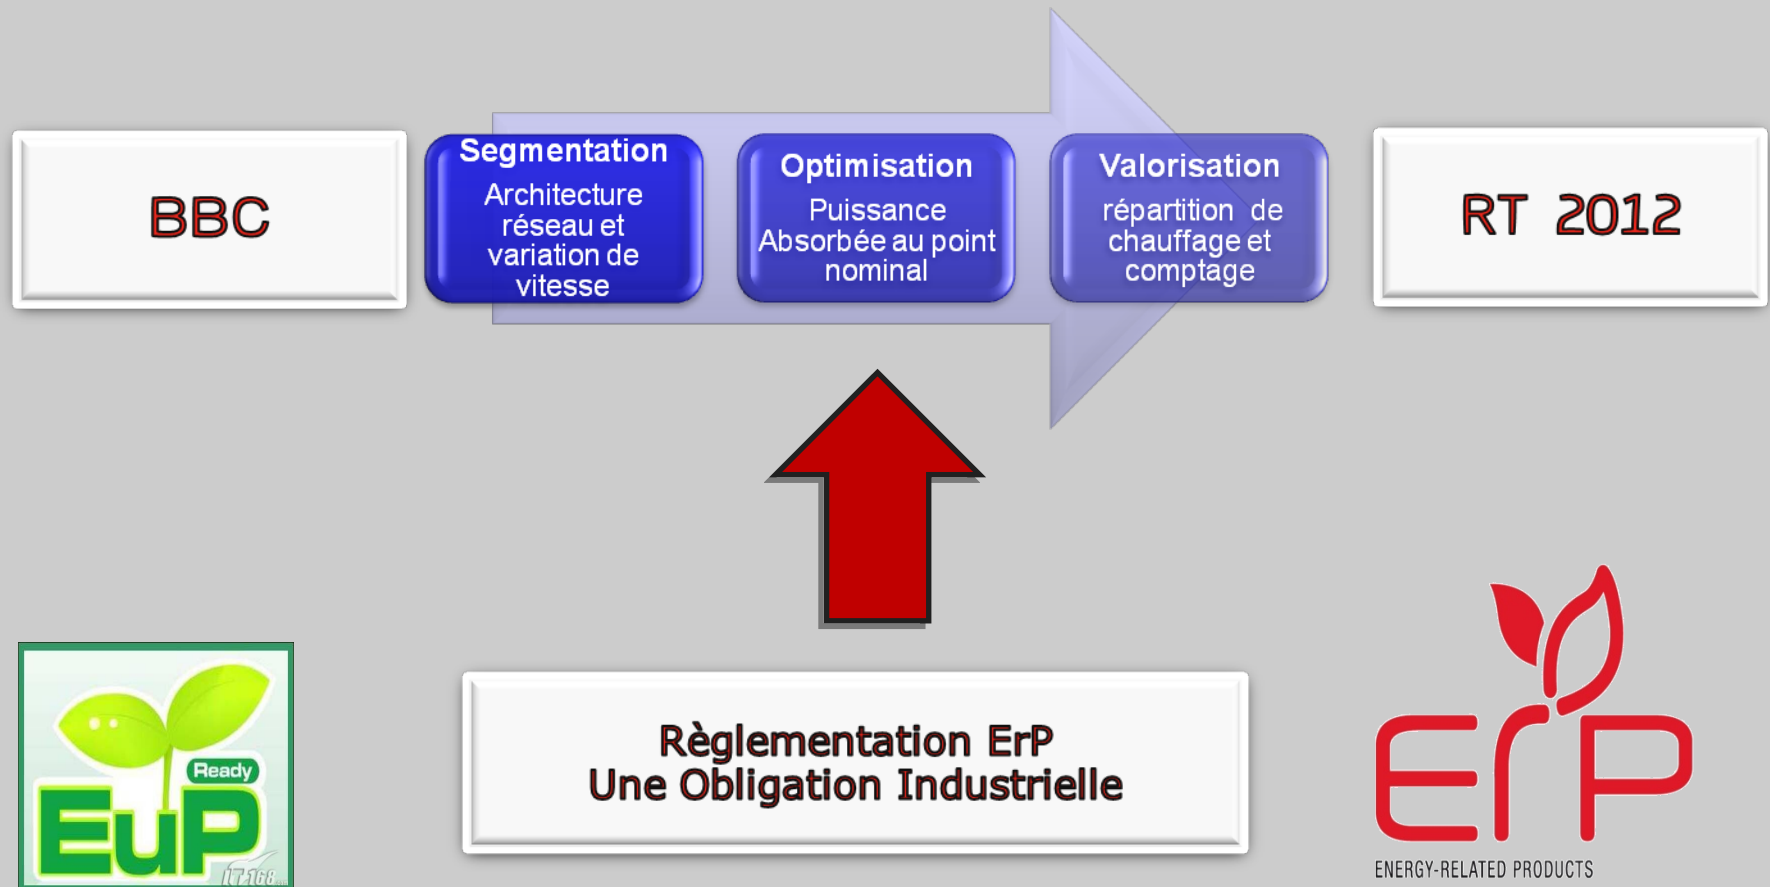 BBC
Segmentation
Architecture
réseau et
variation de
vitesse
Optimisation
Puissance
Absorbée au point
nominal
Valorisation
répartition de
chauffage et
comptage
RT 2012
Règlementation ErP
Une Obligation Industrielle
Ready
EuP
IT168
ErP
ENERGY-RELATED PRODUCTS